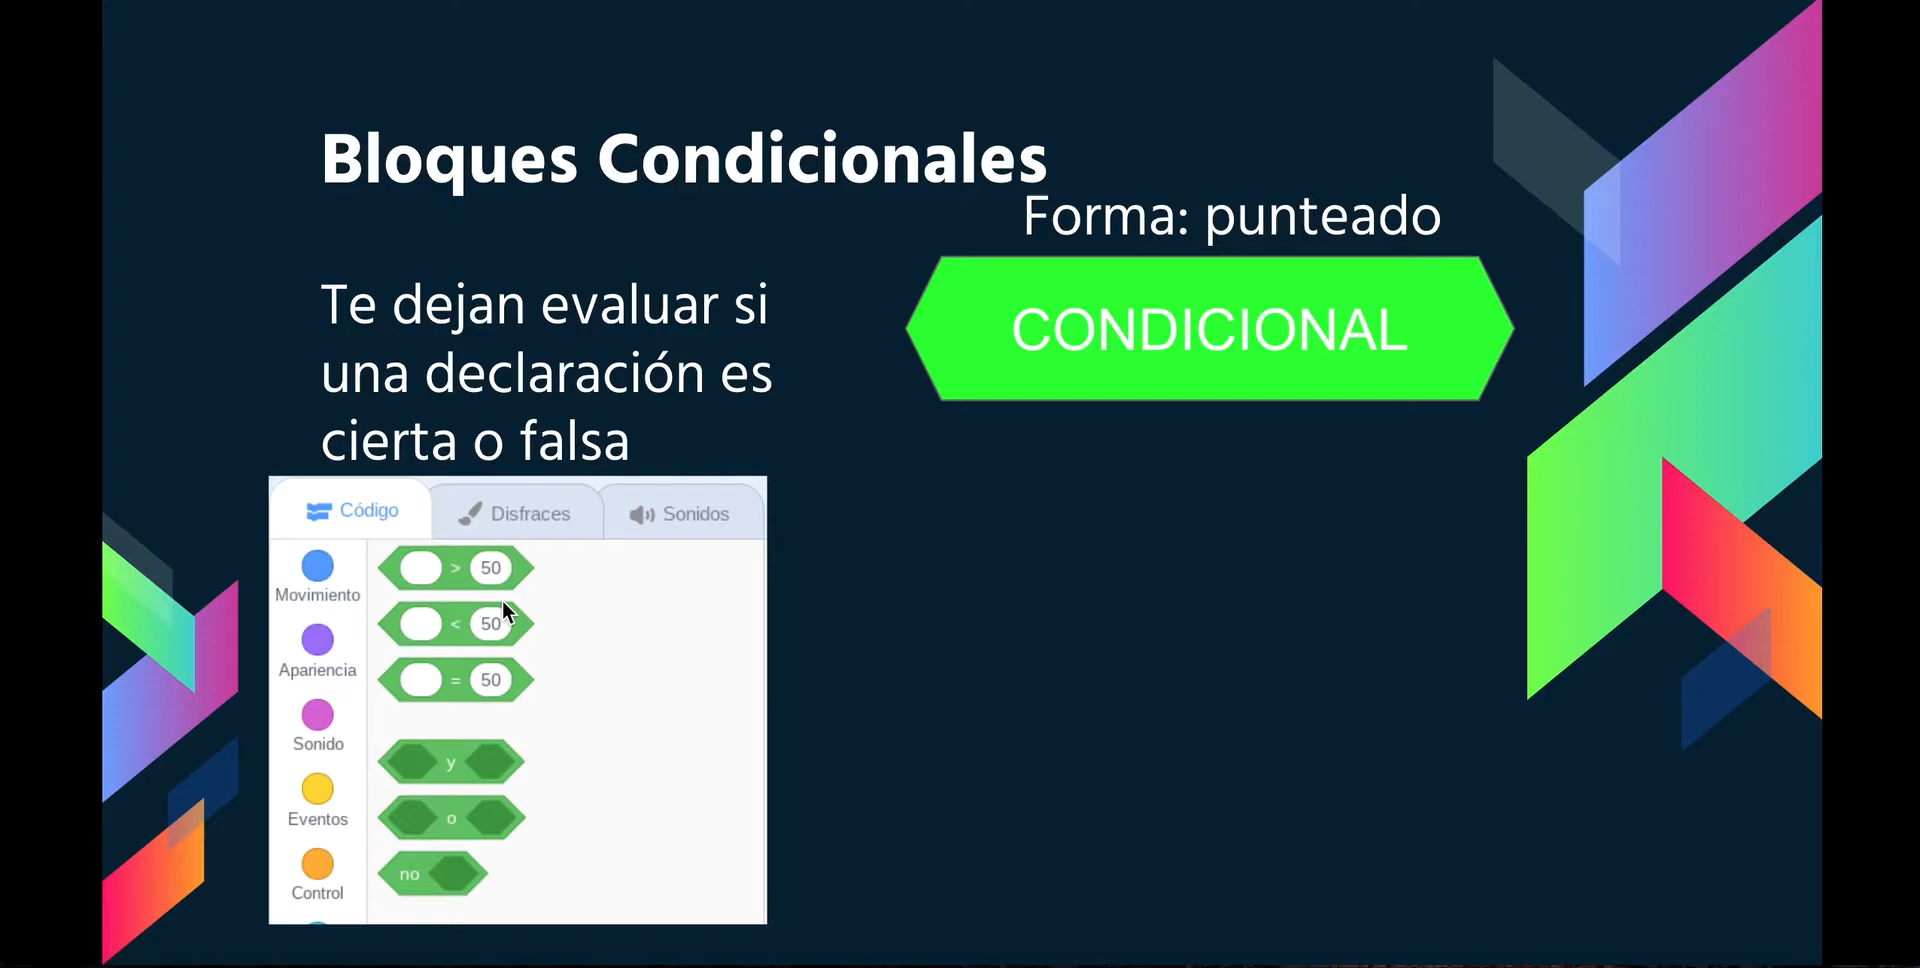 Bloques Condicionales
Forma: punteado
CONDICIONAL
Te dejan evaluar si
una declaración es
cierta o falsa
Código Disfraces Sonidos
Movimiento
Apariencia
Sonido
Eventos
Control
> 50
< 50
= 50
y
o
no